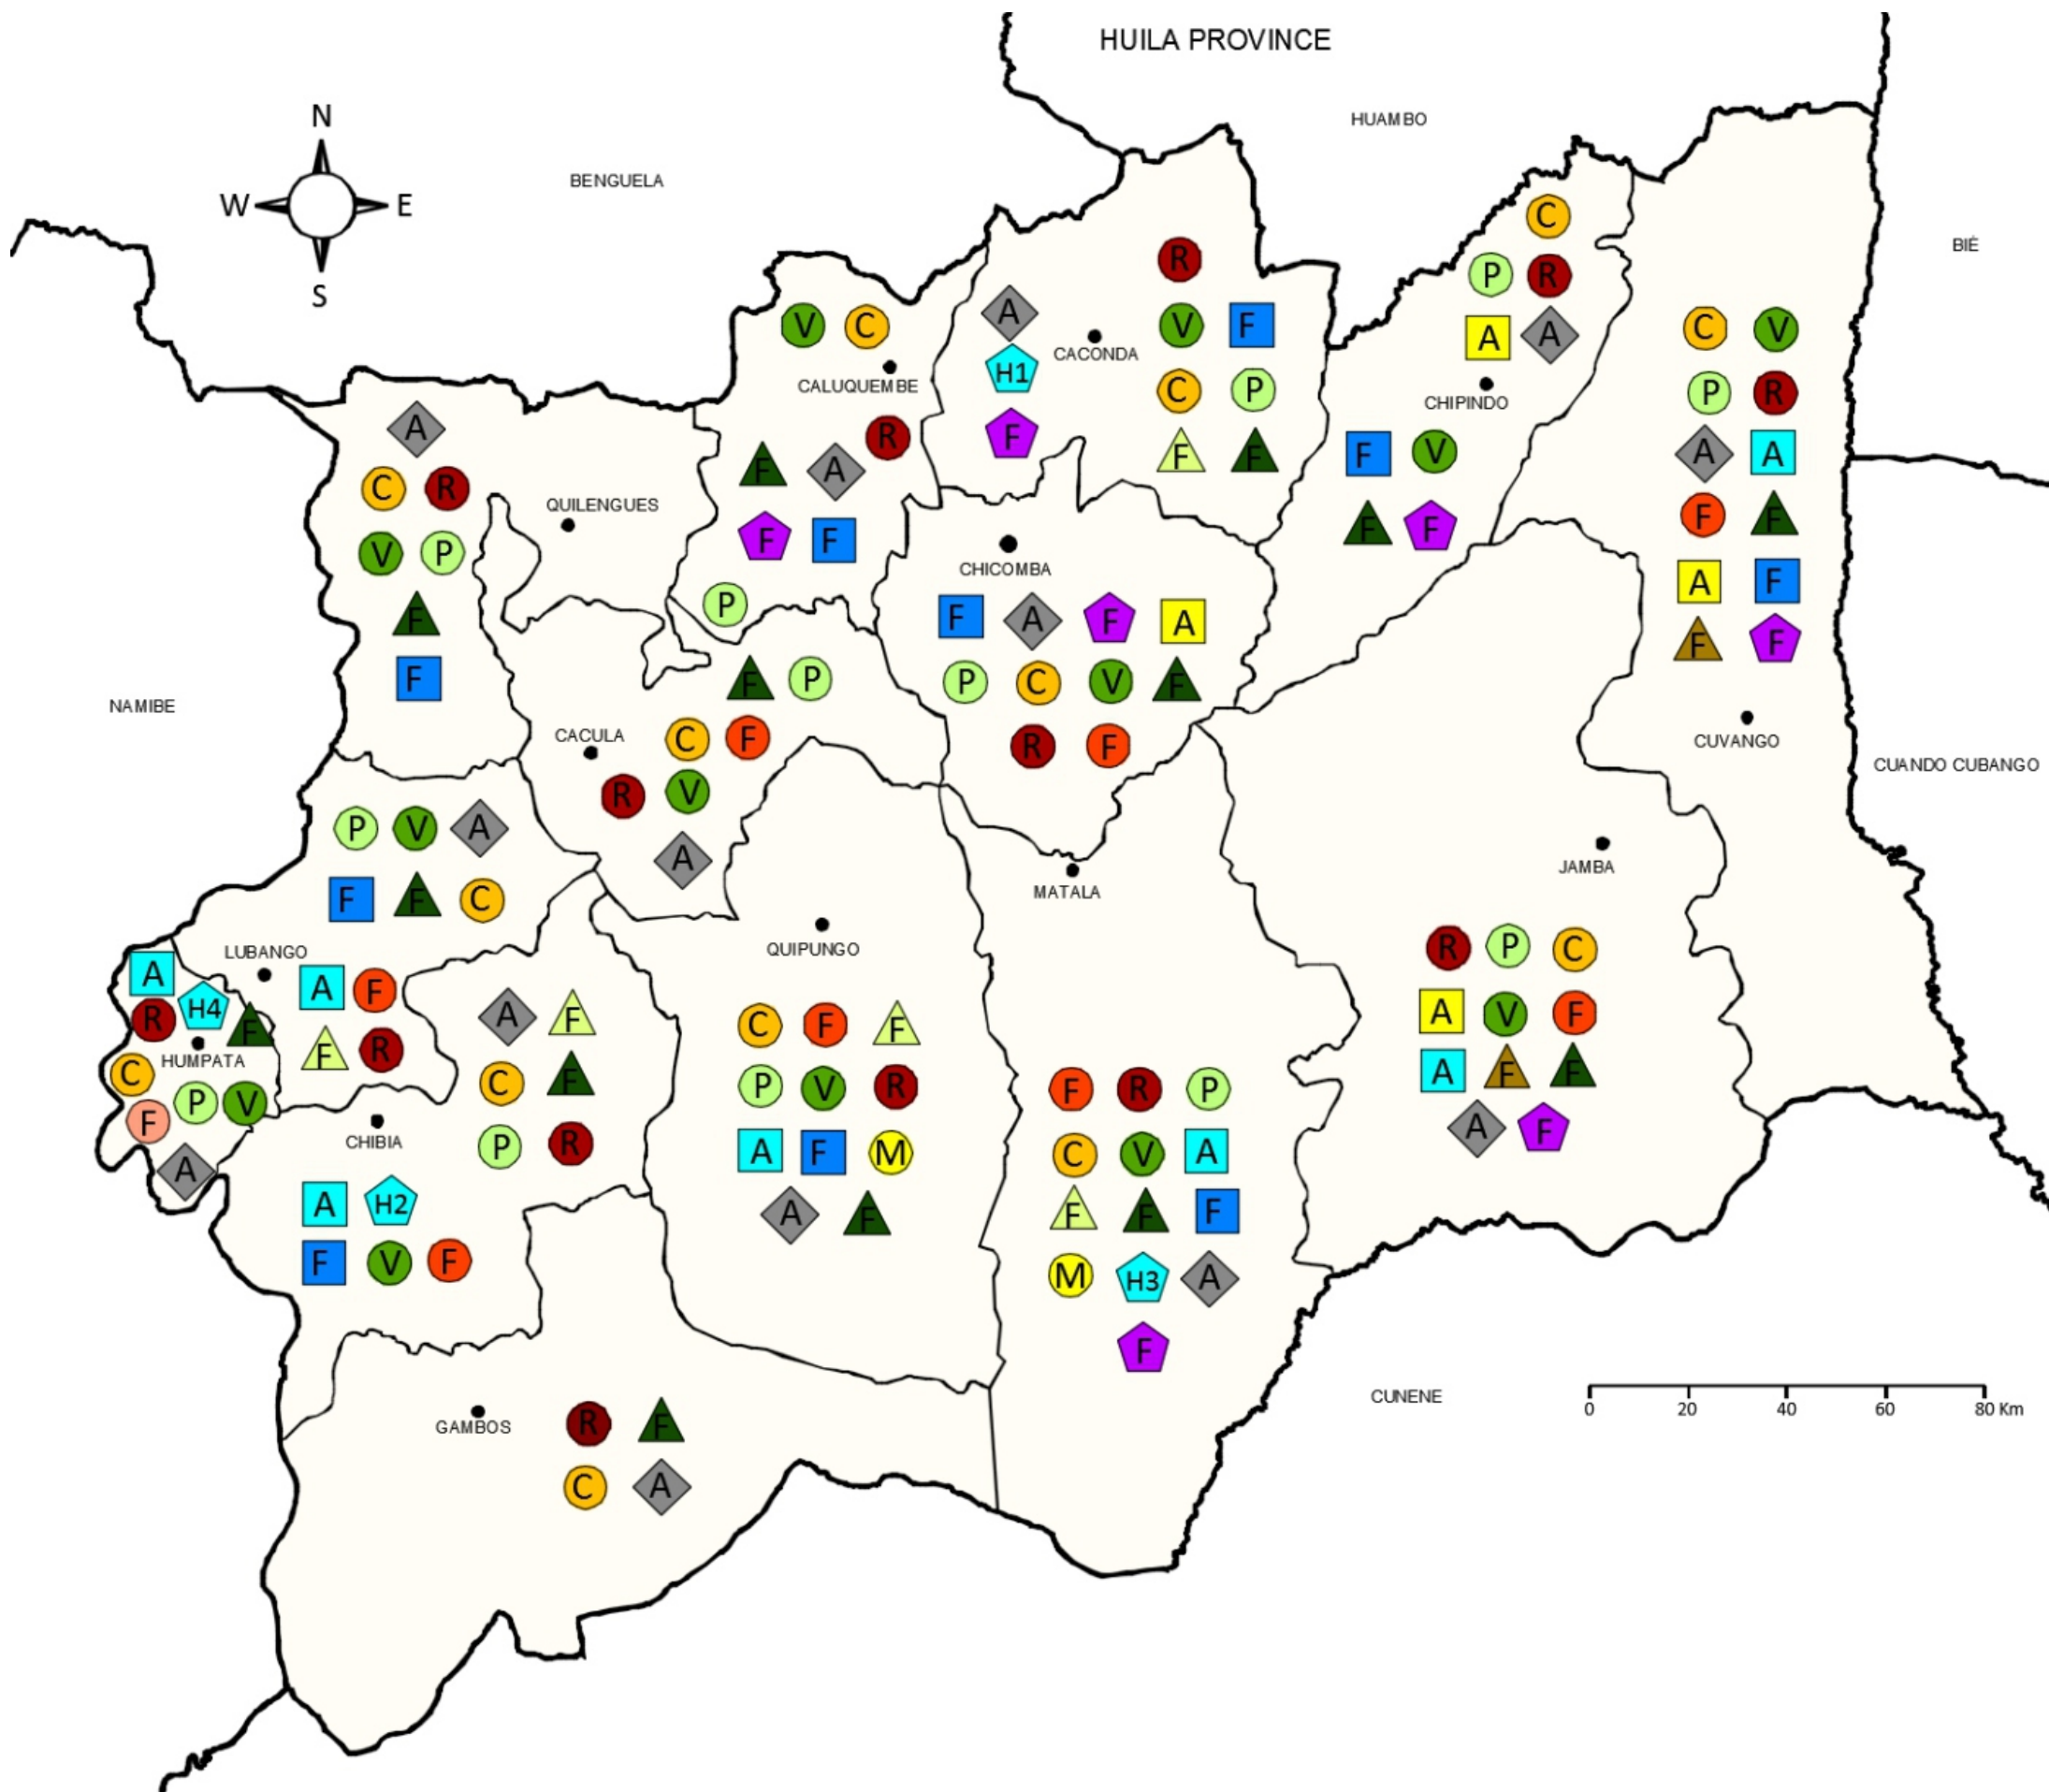 HUILA PROVINCE
N
W E
S
HUAMBO
BENGUELA
BIÉ
NAMIBE
CUANDO CUBANGO
CUNENE
C
P R
A A
CHIPINDO
F V
F F
R
A
V F
CACONDA
H1
C P
F
F F
V C
CALUQUEMBE
R
F A
F F
P
C V
P R
A A
F F
A F
F F
CUVANGO
A
C R
QUILENGUES
V P
F
F
CHICOMBA
F A F A
P C V F
R F
F P
CACULA
C F
R V
A
P V A
F F C
LUBANGO
A F
F R
A
H4
R F
HUMPATA
C
P V
F
A
MATALA
F R P
C V A
F F F
M H3 A
F
JAMBA
R P C
A V F
A F F
A F
QUIPUNGO
C F F
P V R
A F M
A F
A F
C F
CHIBIA
P R
A H2
F V F
GAMBOS
R F
C A
0 20 40 60 80 Km